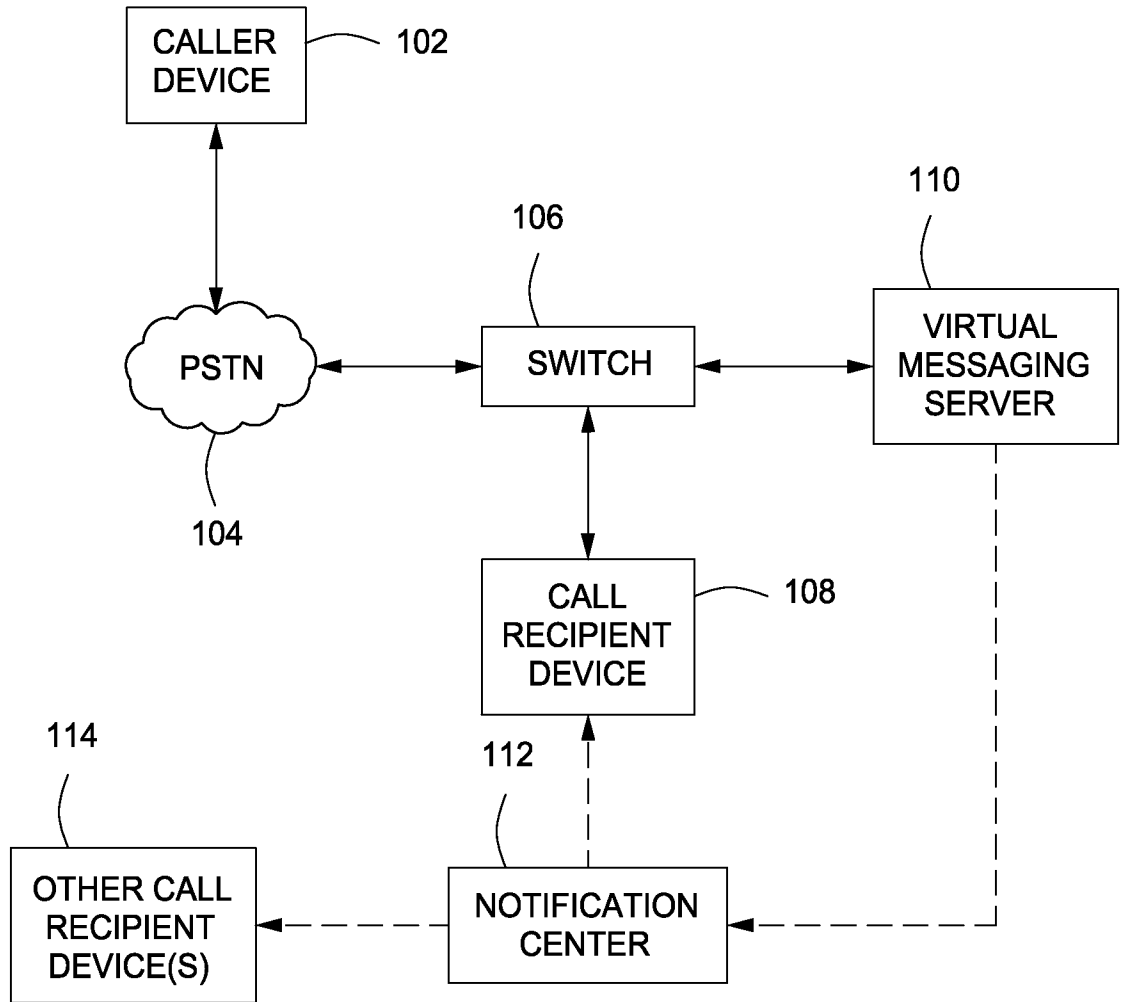 CALLER
DEVICE
102
110
106
PSTN
SWITCH
VIRTUAL
MESSAGING
SERVER
104
CALL
RECIPIENT
DEVICE
108
114
112
OTHER CALL
RECIPIENT
DEVICE(S)
NOTIFICATION
CENTER